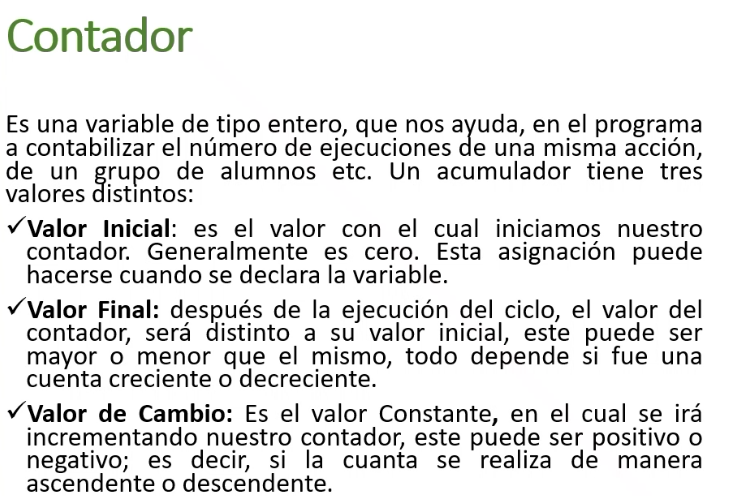 Contador
Es una variable de tipo entero, que nos ayuda, en el programa
a contabilizar el número de ejecuciones de una misma acción,
de un grupo de alumnos etc. Un acumulador tiene tres
valores distintos:
✓Valor Inicial: es el valor con el cual iniciamos nuestro
contador. Generalmente es cero. Esta asignación puede
hacerse cuando se declara la variable.
✓Valor Final: después de la ejecución del ciclo, el valor del
contador, será distinto a su valor inicial, este puede ser
mayor o menor que el mismo, todo depende si fue una
cuenta creciente o decreciente.
✓Valor de Cambio: Es el valor Constante, en el cual se irá
incrementando nuestro contador, este puede ser positivo o
negativo; es decir, si la cuanta se realiza de manera
ascendente o descendente.